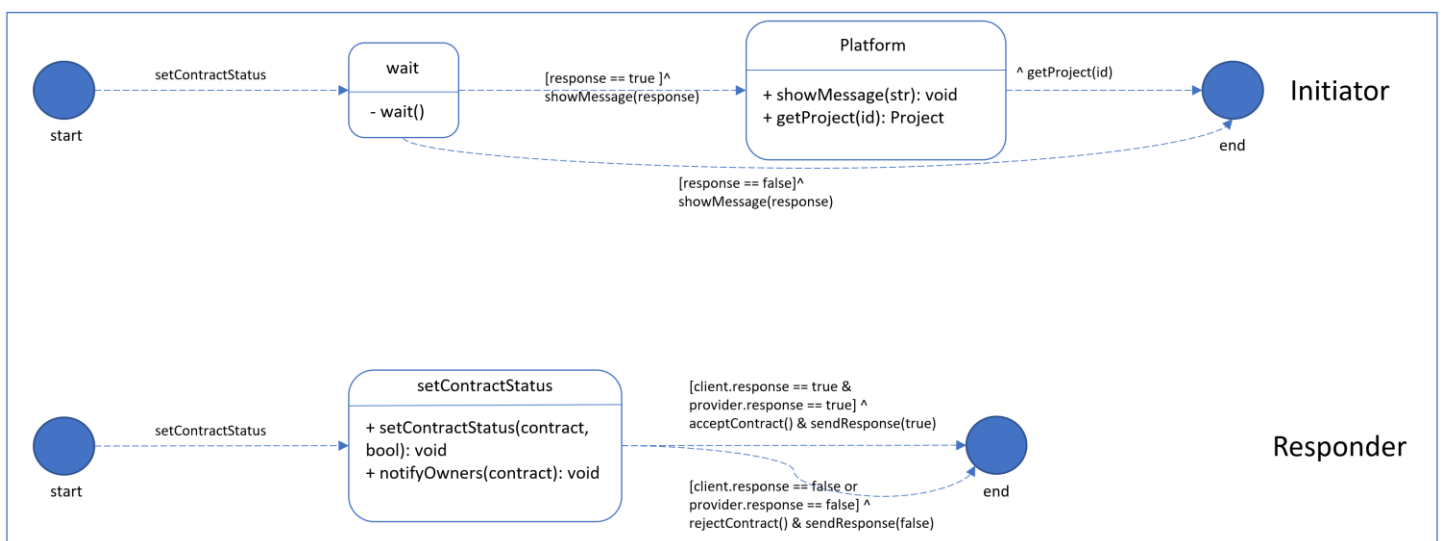 start
setContractStatus
wait
- wait()
[response == true ]^
showMessage(response)
Platform
+ showMessage(str): void
+ getProject(id): Project
^ getProject(id)
end
Initiator
[response == false]^
showMessage(response)
start
setContractStatus
setContractStatus
+ setContractStatus(contract,
bool): void
+ notifyOwners(contract): void
[client.response == true &
provider.response == true] ^
acceptContract() & sendResponse(true)
[client.response == false or
provider.response == false] ^
rejectContract() & sendResponse(false)
end
Responder